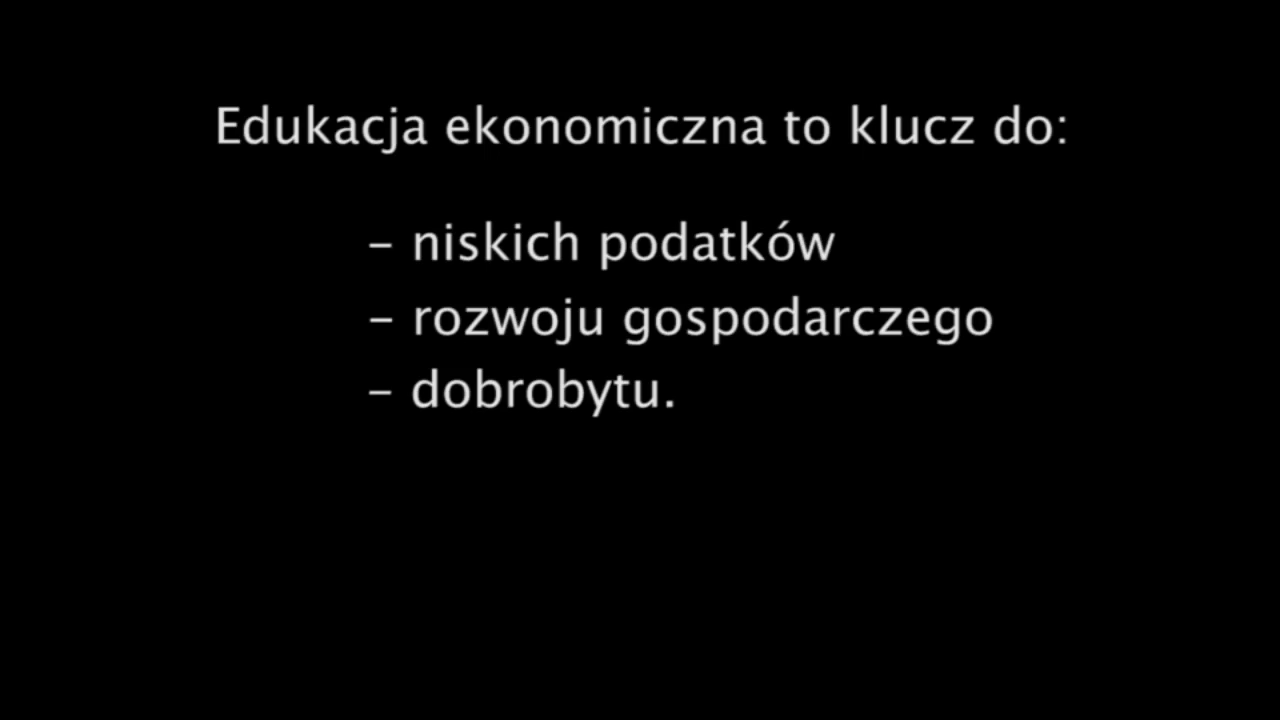 Edukacja ekonomiczna to klucz do:
– niskich podatków
– rozwoju gospodarczego
– dobrobytu.